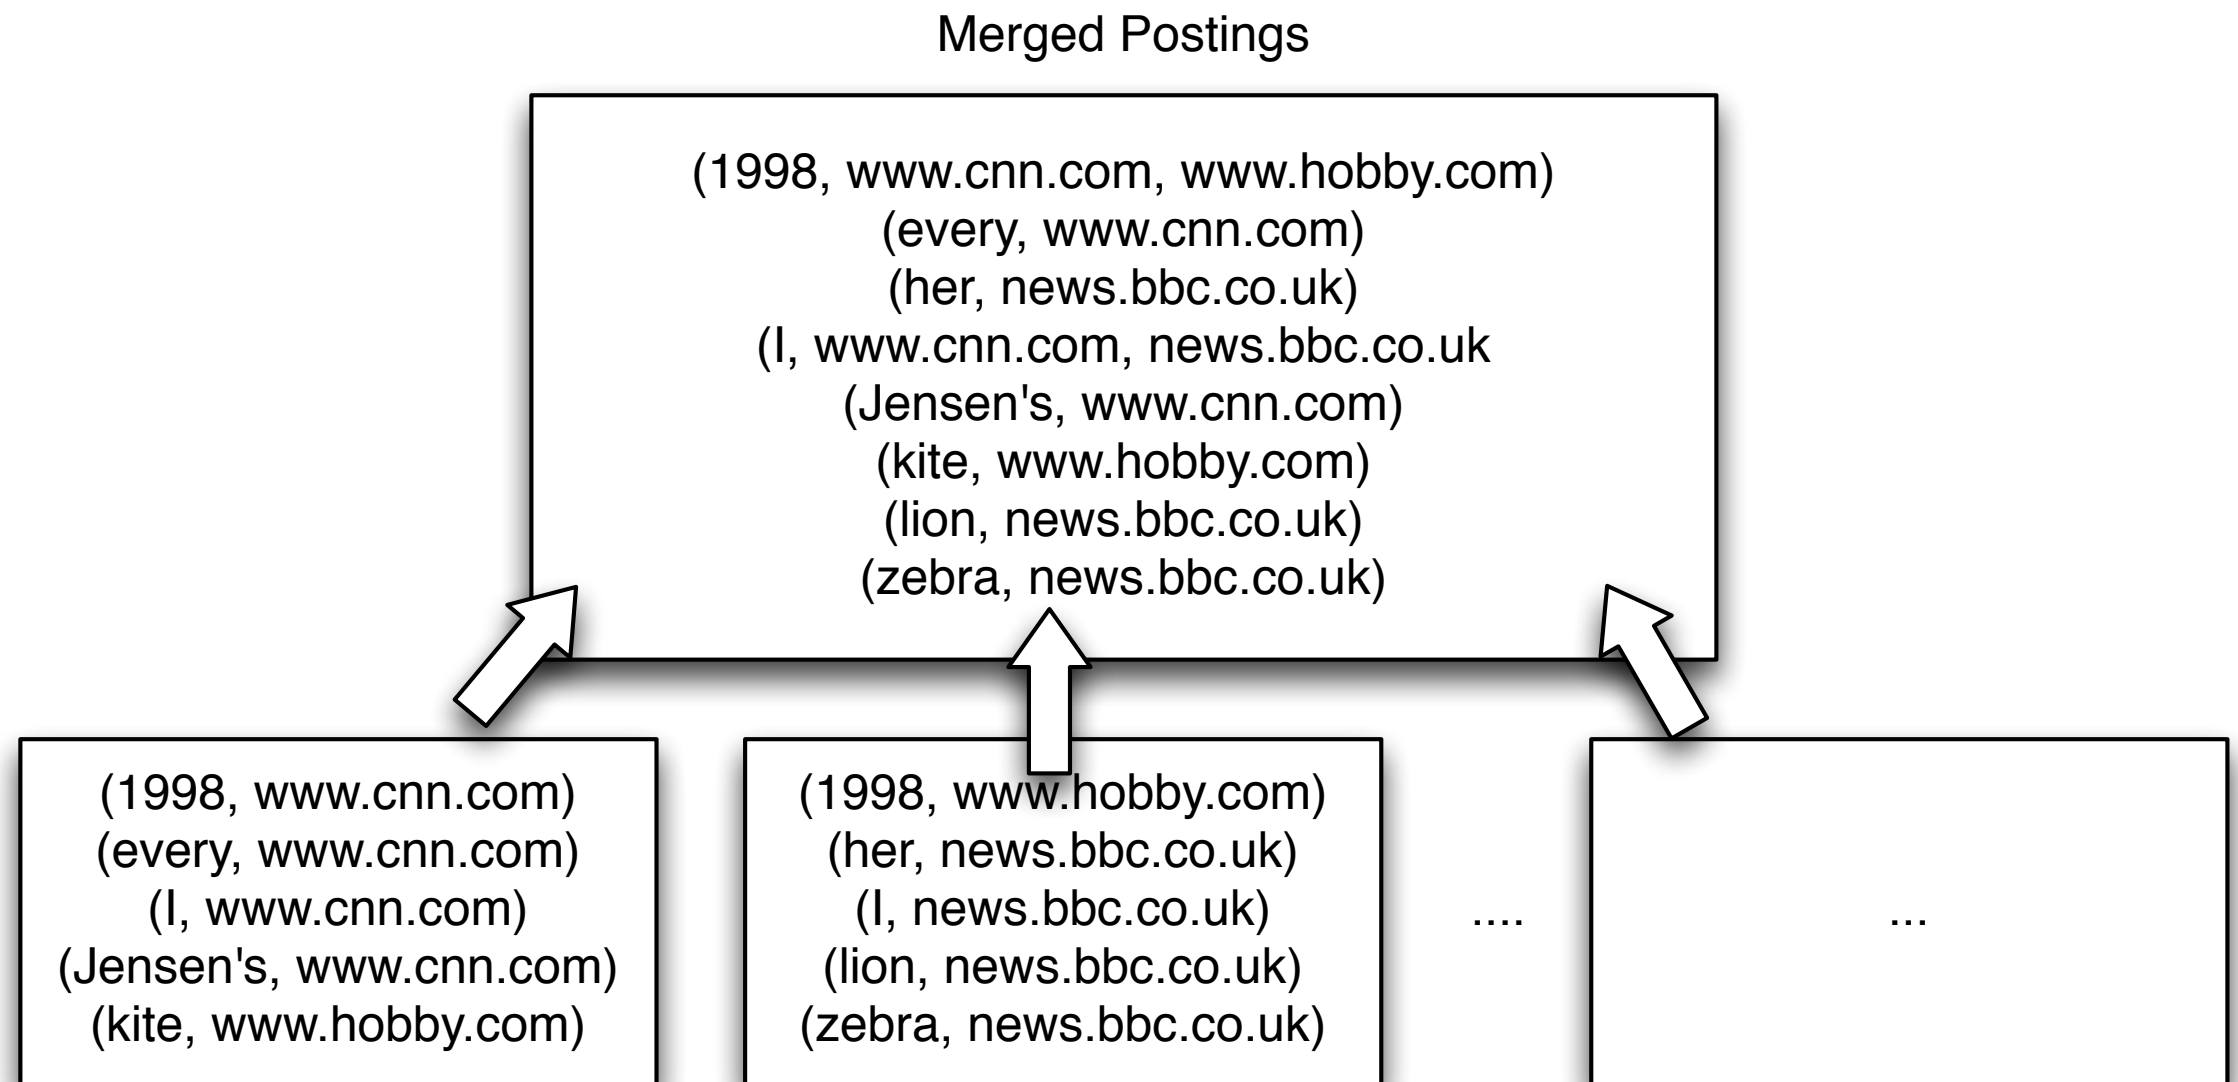 Merged Postings
(1998, www.cnn.com, www.hobby.com)
(every, www.cnn.com)
(her, news.bbc.co.uk)
(I, www.cnn.com, news.bbc.co.uk
(Jensen's, www.cnn.com)
(kite, www.hobby.com)
(lion, news.bbc.co.uk)
(zebra, news.bbc.co.uk)
(1998, www.cnn.com)
(every, www.cnn.com)
(I, www.cnn.com)
(Jensen's, www.cnn.com)
(kite, www.hobby.com)
(1998, www.hobby.com)
(her, news.bbc.co.uk)
(I, news.bbc.co.uk)
(lion, news.bbc.co.uk)
(zebra, news.bbc.co.uk)
....
...